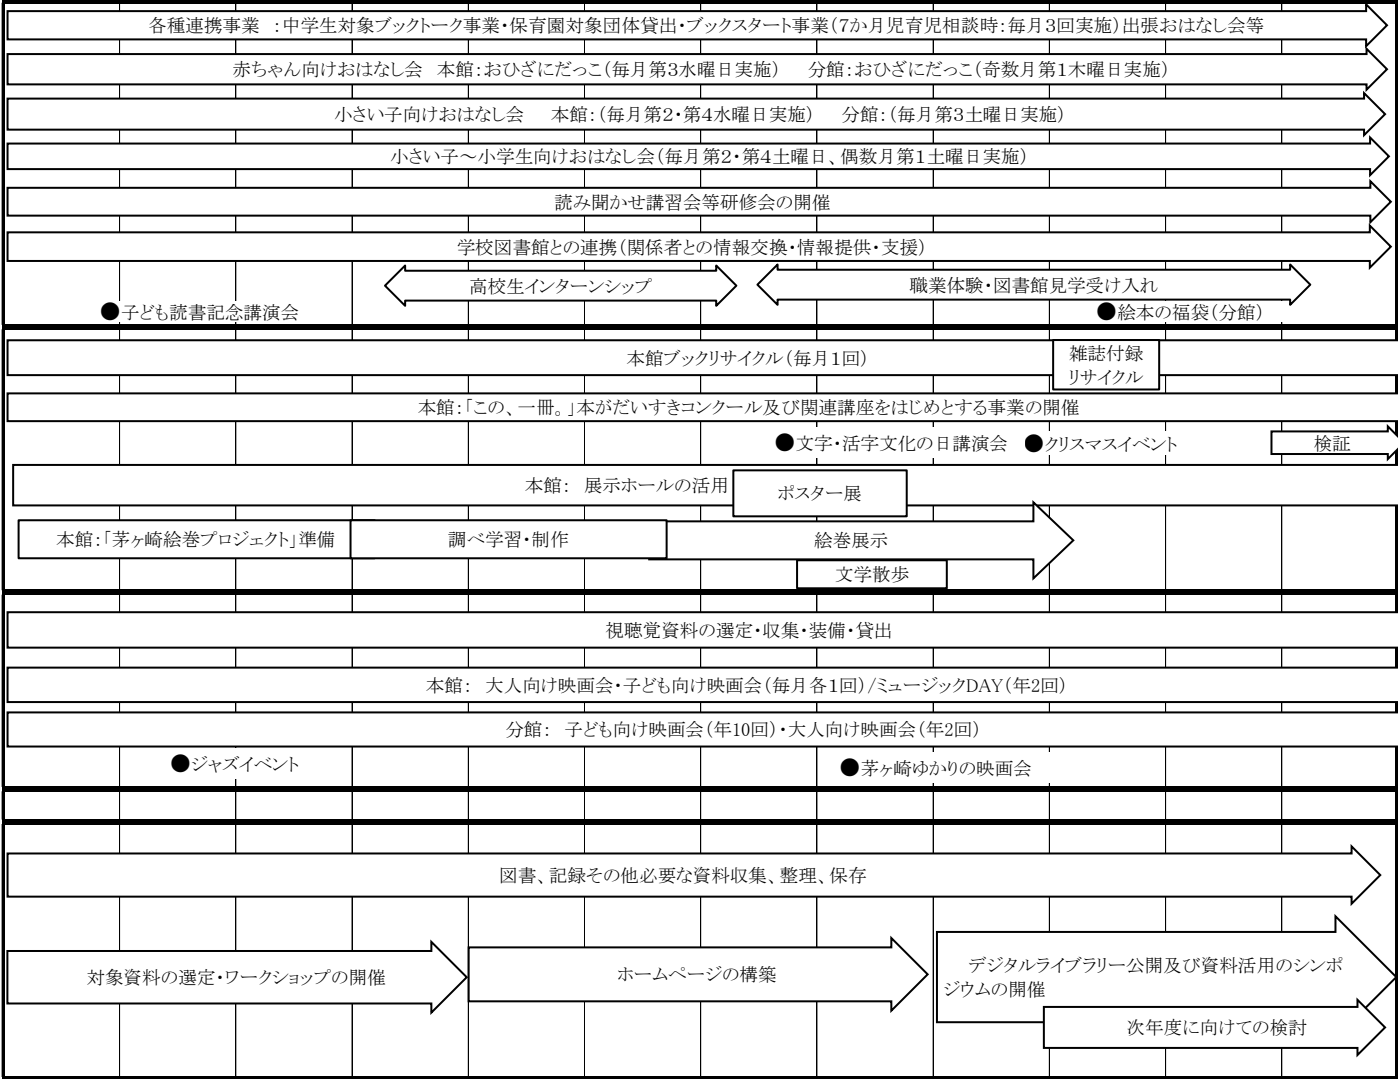 各種連携事業　：中学生対象ブックトーク事業・保育園対象団体貸出・ブックスタート事業（7か月児育児相談時：毎月3回実施）出張おはなし会等
赤ちゃん向けおはなし会　本館：おひざにだっこ（毎月第3水曜日実施）　分館：おひざにだっこ（奇数月第1木曜日実施）
小さい子向けおはなし会　本館：（毎月第2・第4水曜日実施）　分館：（毎月第3土曜日実施）
小さい子～小学生向けおはなし会（毎月第2・第4土曜日、偶数月第1土曜日実施）
読み聞かせ講習会等研修会の開催
学校図書館との連携（関係者との情報交換・情報提供・支援）
高校生インターンシップ
職業体験・図書館見学受け入れ
●子ども読書記念講演会
●絵本の福袋（分館）
本館ブックリサイクル（毎月1回）
雑誌付録
リサイクル
本館：「この、一冊。」本がだいすきコンクール及び関連講座をはじめとする事業の開催
●文字・活字文化の日講演会
●クリスマスイベント
検証
本館：　展示ホールの活用
ポスター展
本館：「茅ヶ崎絵巻プロジェクト」準備
調べ学習・制作
絵巻展示
文学散歩
視聴覚資料の選定・収集・装備・貸出
本館：　大人向け映画会・子ども向け映画会（毎月各1回）/ミュージックDAY（年2回）
分館：　子ども向け映画会（年10回）・大人向け映画会（年2回）
●ジャズイベント
●茅ヶ崎ゆかりの映画会
図書、記録その他必要な資料収集、整理、保存
対象資料の選定・ワークショップの開催
ホームページの構築
デジタルライブラリー公開及び資料活用のシンポ
ジウムの開催
次年度に向けての検討